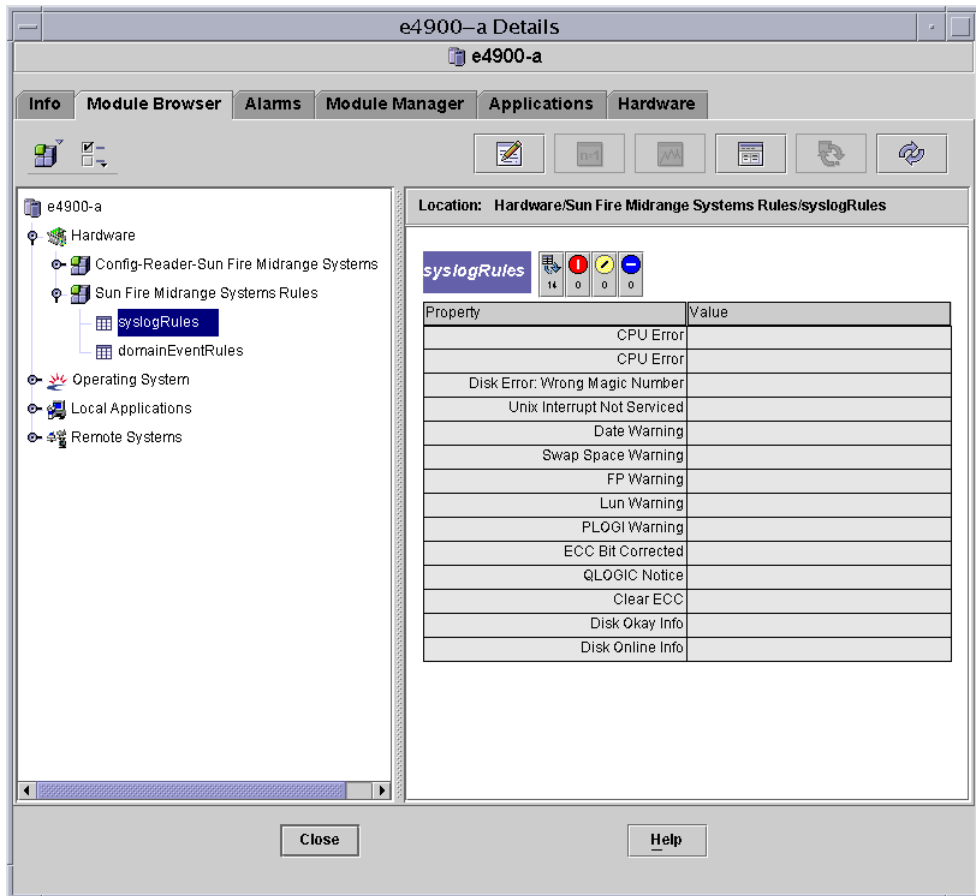 e4900–a Details
e4900-a
Info Module Browser Alarms Module Manager Applications Hardware
n=1
e4900-a
Hardware
Config-Reader-Sun Fire Midrange Systems
Sun Fire Midrange Systems Rules
syslogRules
domainEventRules
Operating System
Local Applications
Remote Systems
Location: Hardware/Sun Fire Midrange Systems Rules/syslogRules
syslogRules 14 0 0 0
Property Value
CPU Error
CPU Error
Disk Error: Wrong Magic Number
Unix Interrupt Not Serviced
Date Warning
Swap Space Warning
FP Warning
Lun Warning
PLOGI Warning
ECC Bit Corrected
QLOGIC Notice
Clear ECC
Disk Okay Info
Disk Online Info
Close Help